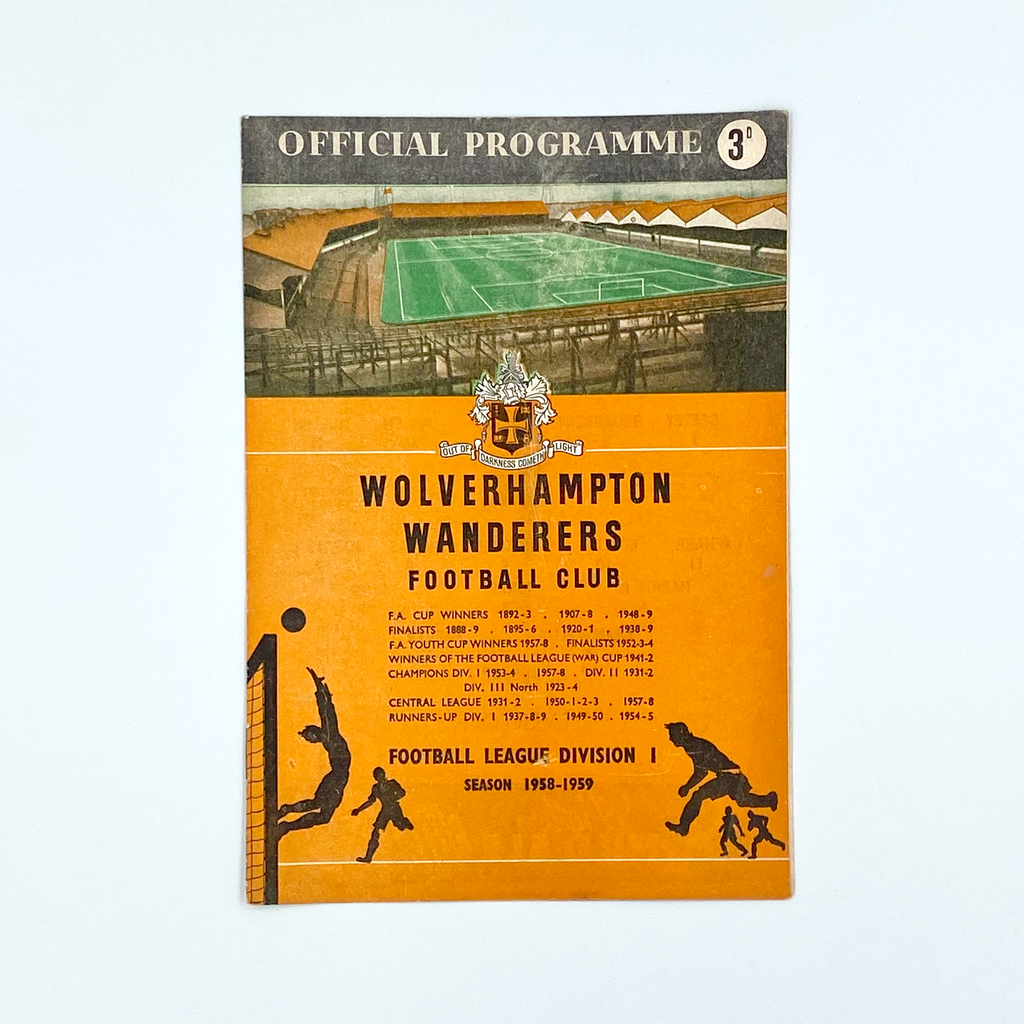 OFFICIAL PROGRAMME 3D
OUT OF DARKNESS COMETH LIGHT
WOLVERHAMPTON
WANDERERS
FOOTBALL CLUB
F.A. CUP WINNERS 1892-3 . 1907-8 . 1948-9
FINALISTS 1888-9 . 1895-6 . 1920-1 . 1938-9
F.A. YOUTH CUP WINNERS 1957-8 . FINALISTS 1952-3-4
WINNERS OF THE FOOTBALL LEAGUE (WAR) CUP 1941-2
CHAMPIONS DIV. I 1953-4 . 1957-8 . DIV. II 1931-2
DIV. III North 1923-4
CENTRAL LEAGUE 1931-2 . 1950-1-2-3 . 1957-8
RUNNERS-UP DIV. I 1937-8-9 . 1949-50 . 1954-5
FOOTBALL LEAGUE DIVISION I
SEASON 1958-1959